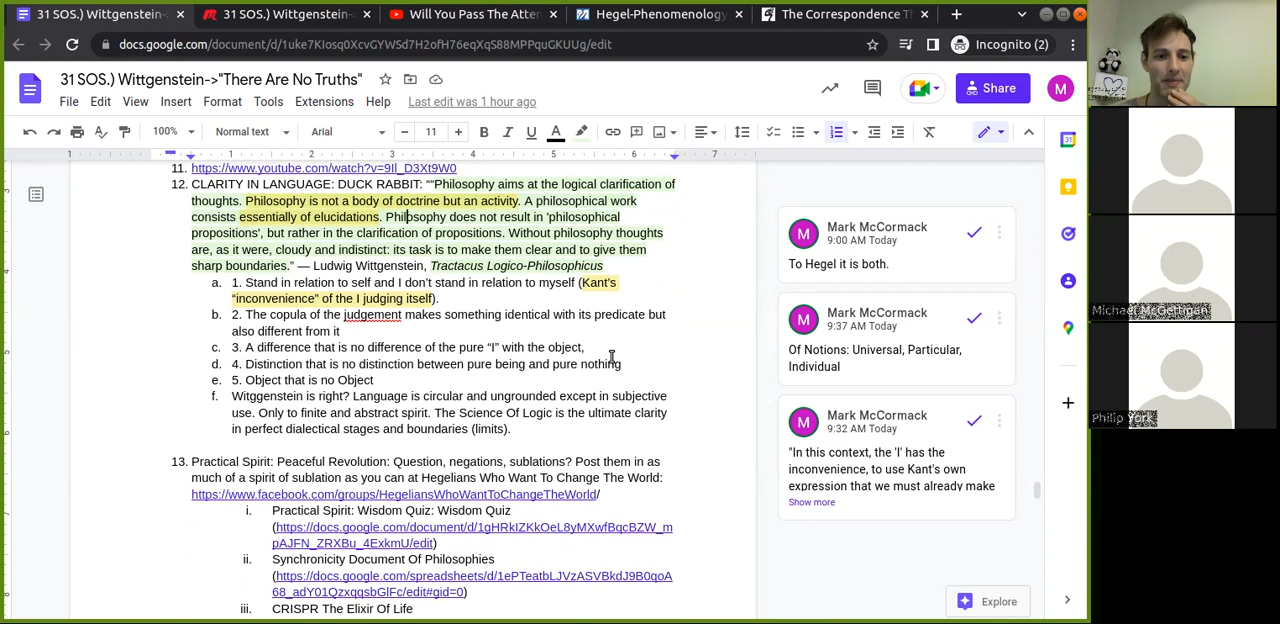 31 SOS.) Wittgenstein-
31 SOS.) Wittgenstein-
Will You Pass The Atten
Hegel-Phenomenology
The Correspondence T
docs.google.com/document/d/1uke7KIosq0XcvGYWSd7H2ofH76eqXqS88MPPquGKUUg/edit
Incognito (2)
31 SOS.) Wittgenstein->"There Are No Truths"
File Edit View Insert Format Tools Extensions Help Last edit was 1 hour ago
Share
M
100% Normal text Arial 11 B I U A
1 1 2 3 4 5 6 7
11. https://www.youtube.com/watch?v=9Il_D3Xt9W0
12. CLARITY IN LANGUAGE: DUCK RABBIT: ““Philosophy aims at the logical clarification of
thoughts. Philosophy is not a body of doctrine but an activity. A philosophical work
consists essentially of elucidations. Philosophy does not result in 'philosophical
propositions', but rather in the clarification of propositions. Without philosophy thoughts
are, as it were, cloudy and indistinct: its task is to make them clear and to give them
sharp boundaries.” ― Ludwig Wittgenstein, Tractacus Logico-Philosophicus
a. 1. Stand in relation to self and I don’t stand in relation to myself (Kant’s
“inconvenience” of the I judging itself).
b. 2. The copula of the judgement makes something identical with its predicate but
also different from it
c. 3. A difference that is no difference of the pure “I” with the object,
d. 4. Distinction that is no distinction between pure being and pure nothing
e. 5. Object that is no Object
f. Witggenstein is right? Language is circular and ungrounded except in subjective
use. Only to finite and abstract spirit. The Science Of Logic is the ultimate clarity
in perfect dialectical stages and boundaries (limits).
13. Practical Spirit: Peaceful Revolution: Question, negations, sublations? Post them in as
much of a spirit of sublation as you can at Hegelians Who Want To Change The World:
https://www.facebook.com/groups/HegeliansWhoWantToChangeTheWorld/
i. Practical Spirit: Wisdom Quiz: Wisdom Quiz
(https://docs.google.com/document/d/1gHRkIZKkOeL8yMXwfBqcBZW_m
pAJFN_ZRXBu_4ExkmU/edit)
ii. Synchronicity Document Of Philosophies
(https://docs.google.com/spreadsheets/d/1ePTeatbLJVzASVBkdJ9B0qoA
68_adY01QzxqqsbGlFc/edit#gid=0)
iii. CRISPR The Elixir Of Life
M
Mark McCormack
9:00 AM Today
To Hegel it is both.
M
Mark McCormack
9:37 AM Today
Of Notions: Universal, Particular,
Individual
M
Mark McCormack
9:32 AM Today
"In this context, the 'I' has the
inconvenience, to use Kant's own
expression that we must already make
Show more
Explore
31
Michael McGettigan
Philip York